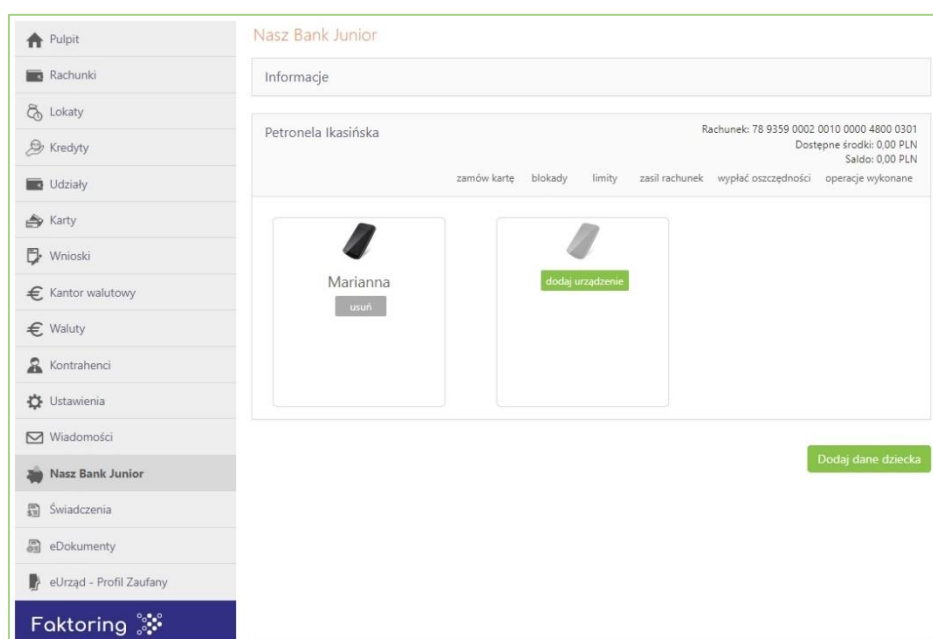 Pulpit
Rachunki
Lokaty
Kredyty
Udziały
Karty
Wnioski
Kantor walutowy
Waluty
Kontrahenci
Ustawienia
Wiadomości
Nasz Bank Junior
Świadczenia
eDokumenty
eUrząd - Profil Zaufany
Faktoring
Nasz Bank Junior
Informacje
Petronela Ikasińska
Rachunek: 78 9359 0002 0010 0000 4800 0301
Dostępne środki: 0,00 PLN
Saldo: 0,00 PLN
zamów kartę blokady limity zasil rachunek wypłać oszczędności operacje wykonane
Marianna
usuń
dodaj urządzenie
Dodaj dane dziecka